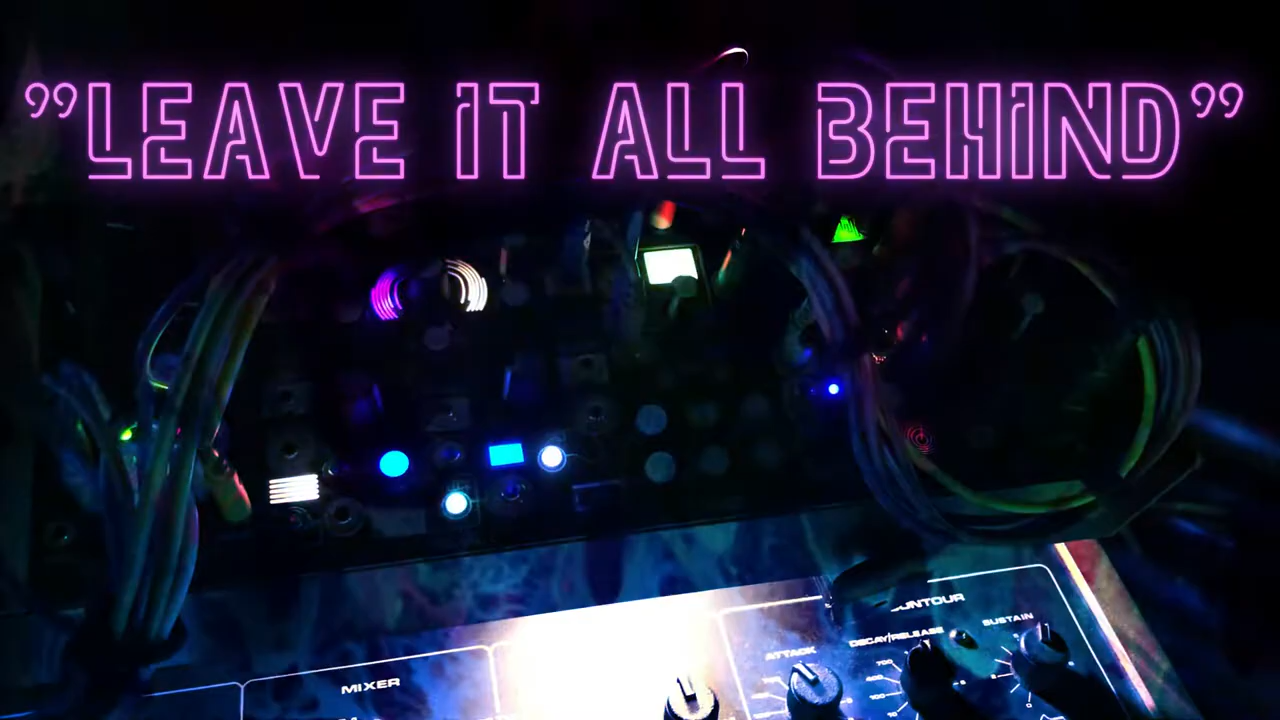 ”LEAVE IT ALL BEHIND”
CONTOUR
SUSTAIN
DECAY/RELEASE
ATTACK
MIXER